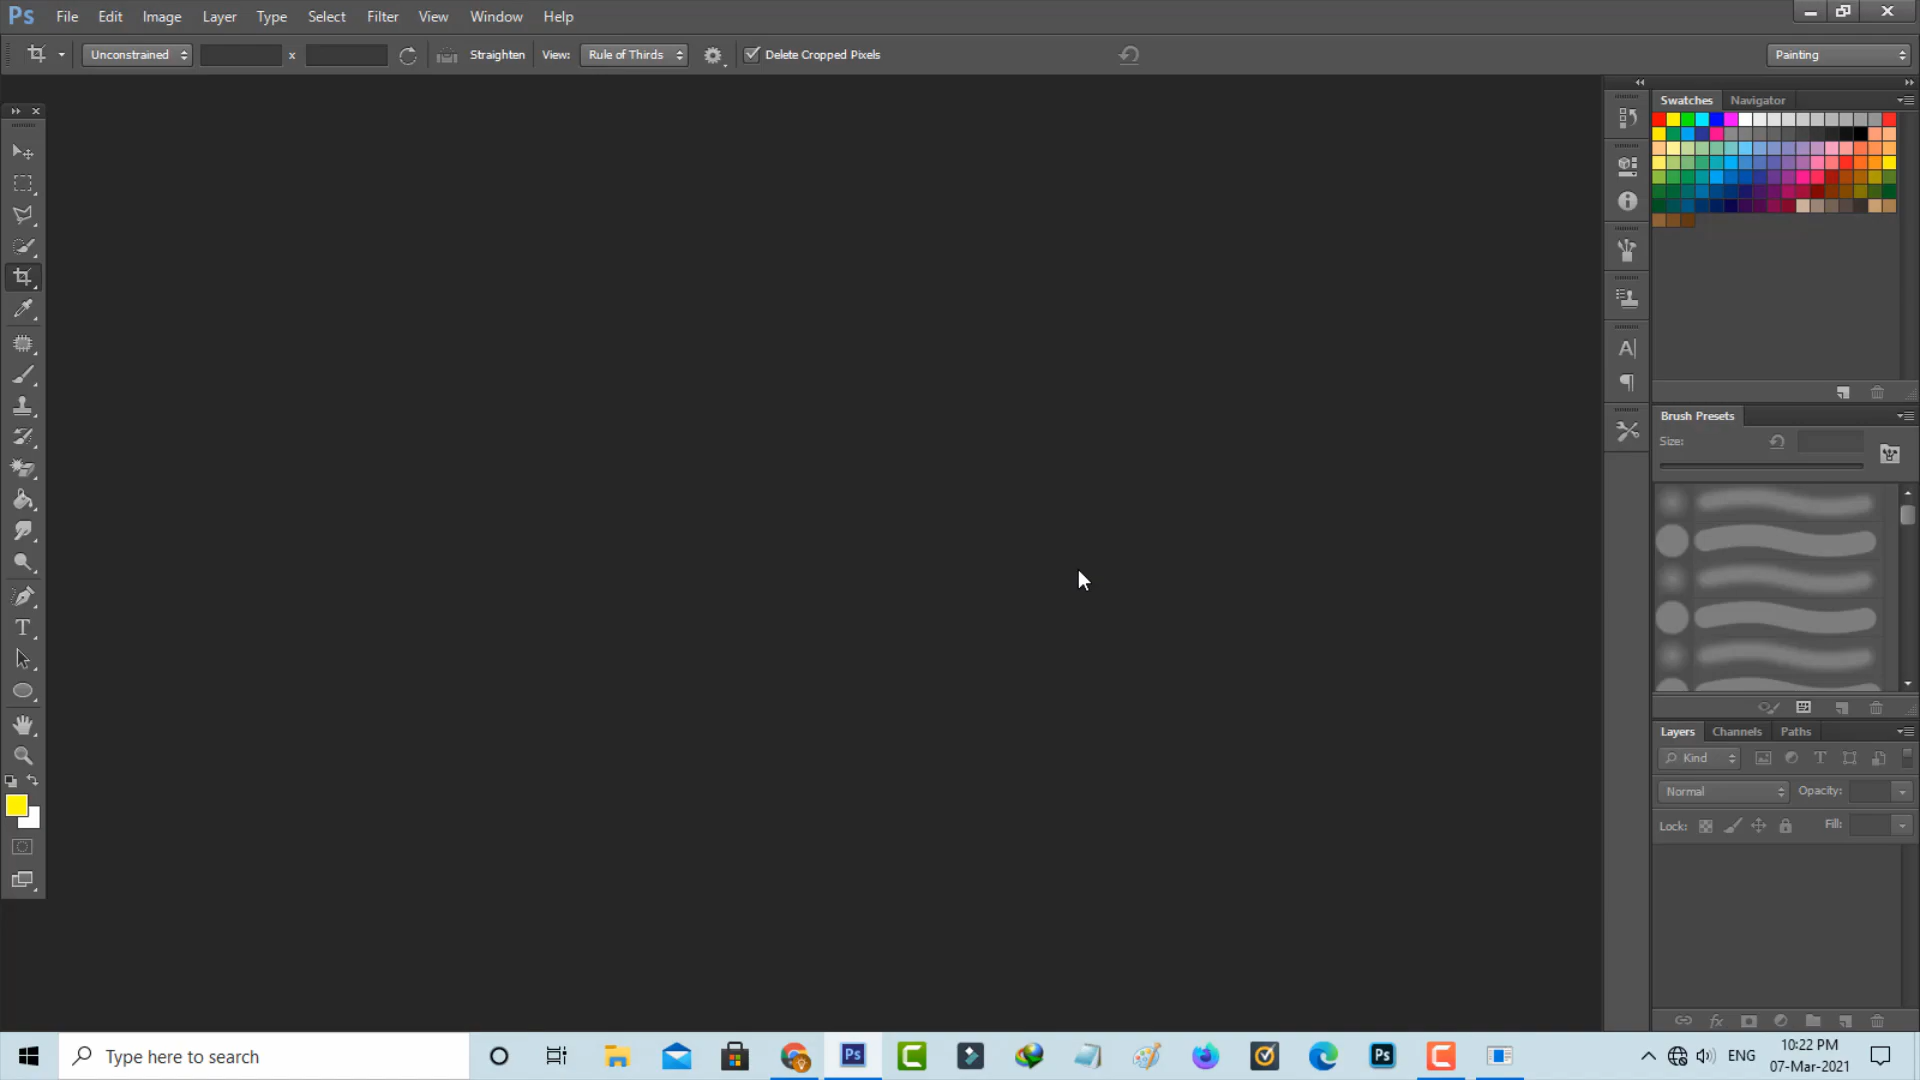 Ps File Edit Image Layer Type Select Filter View Window Help
Unconstrained x Straighten View: Rule of Thirds Delete Cropped Pixels Painting
Swatches Navigator
Brush Presets
Size:
Layers Channels Paths
Kind
Normal Opacity:
Lock: Fill:
Type here to search
Ps
Ps
ENG
10:22 PM
07-Mar-2021